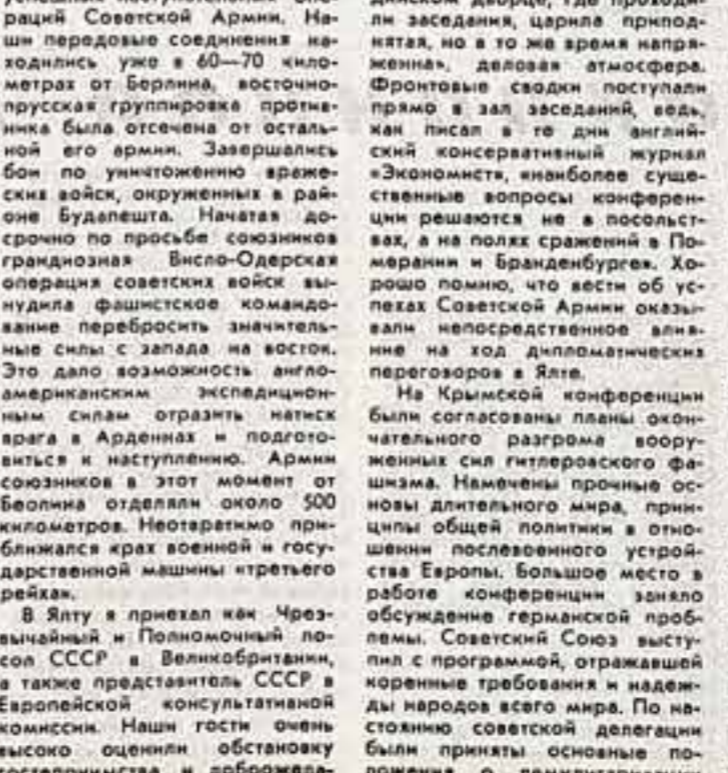 раций Советской Армии. На-
ши передовые соединения на-
ходились уже в 60—70 кило-
метрах от Берлина, восточно-
прусская группировка против-
ника была отсечена от осталь-
ной его армии. Завершались
бои по уничтожению враже-
ских войск, окруженных в рай-
оне Будапешта. Начатая до-
срочно по просьбе союзников
грандиозная Висло-Одерская
операция советских войск вы-
нудила фашистское командо-
вание перебросить значитель-
ные силы с запада на восток.
Это дало возможность англо-
американским экспедицион-
ным силам отразить натиск
врага в Арденнах и подгото-
виться к наступлению. Армии
союзников в этот момент от
Беолина отделяли около 500
километров. Неотвратимо при-
ближался крах военной и госу-
дарственной машины «третьего
рейха».
В Ялту я приехал как Чрез-
вычайный и Полномочный по-
сол СССР в Великобритании,
а также представитель СССР в
Европейской консультативной
комиссии. Наши гости очень
высоко оценили обстановку
гостеприимства и доброжела-
ли заседания, царила припод-
нятая, но в то же время напря-
женная, деловая атмосфера.
Фронтовые сводки поступали
прямо в зал заседаний, ведь,
как писал в те дни англий-
ский консервативный журнал
«Экономист», «наиболее суще-
ственные вопросы конферен-
ции решаются не в посольст-
вах, а на полях сражений в По-
мерании и Бранденбурге». Хо-
рошо помню, что вести об ус-
пехах Советской Армии оказы-
вали непосредственное влия-
ние на ход дипломатических
переговоров в Ялте.
На Крымской конференции
были согласованы планы окон-
чательного разгрома воору-
женных сил гитлеровского фа-
шизма. Намечены прочные ос-
новы длительного мира, прин-
ципы общей политики в отно-
шении послевоенного устрой-
ства Европы. Большое место в
работе конференции заняло
обсуждение германской проб-
лемы. Советский Союз высту-
пил с программой, отражавшей
коренные требования и надеж-
ды народов всего мира. По на-
стоянию советской делегации
были приняты основные по-